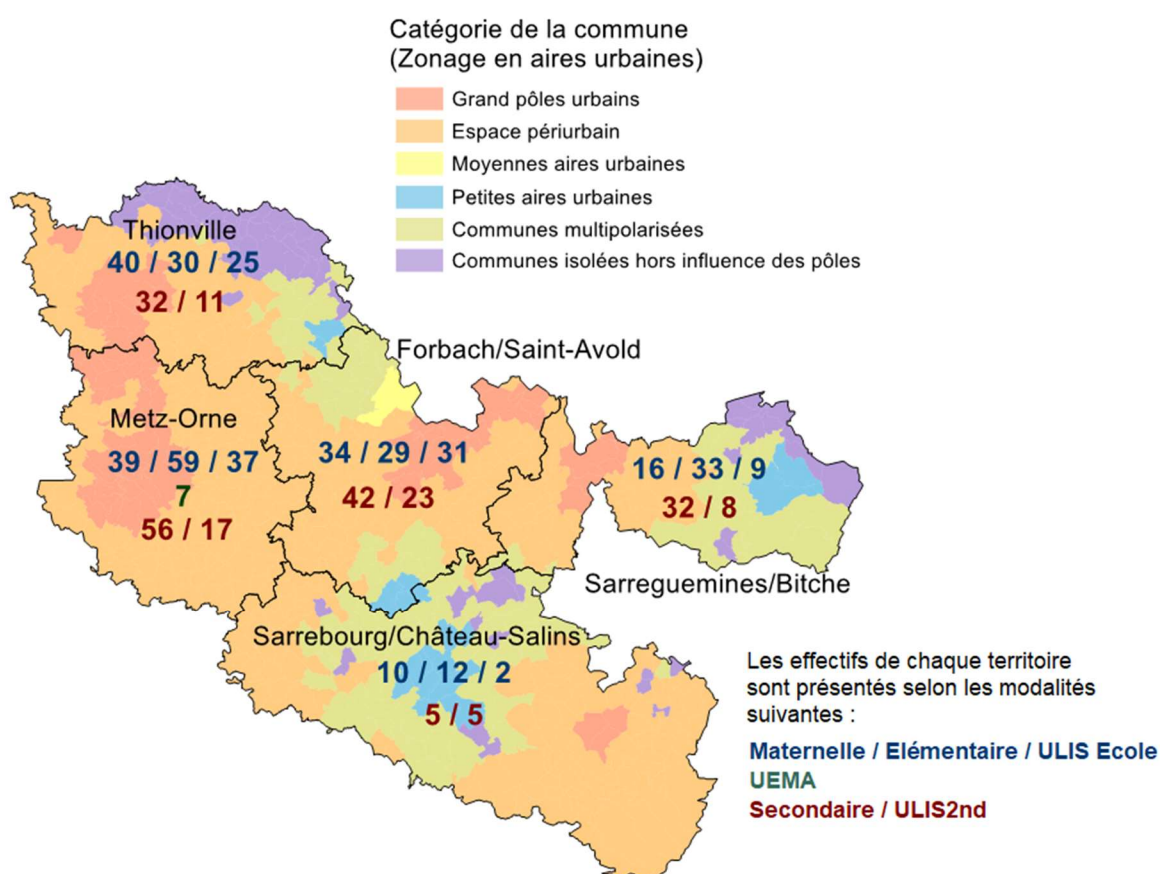 Catégorie de la commune
(Zonage en aires urbaines)
Grand pôles urbains
Espace périurbain
Moyennes aires urbaines
Petites aires urbaines
Communes multipolarisées
Communes isolées hors influence des pôles
Thionville
40 / 30 / 25
32 / 11
Forbach/Saint-Avold
34 / 29 / 31
42 / 23
Metz-Orne
39 / 59 / 37
7
56 / 17
16 / 33 / 9
32 / 8
Sarreguemines/Bitche
Sarrebourg/Château-Salins
10 / 12 / 2
5 / 5
Les effectifs de chaque territoire
sont présentés selon les modalités
suivantes :
Maternelle / Elémentaire / ULIS Ecole
UEMA
Secondaire / ULIS2nd